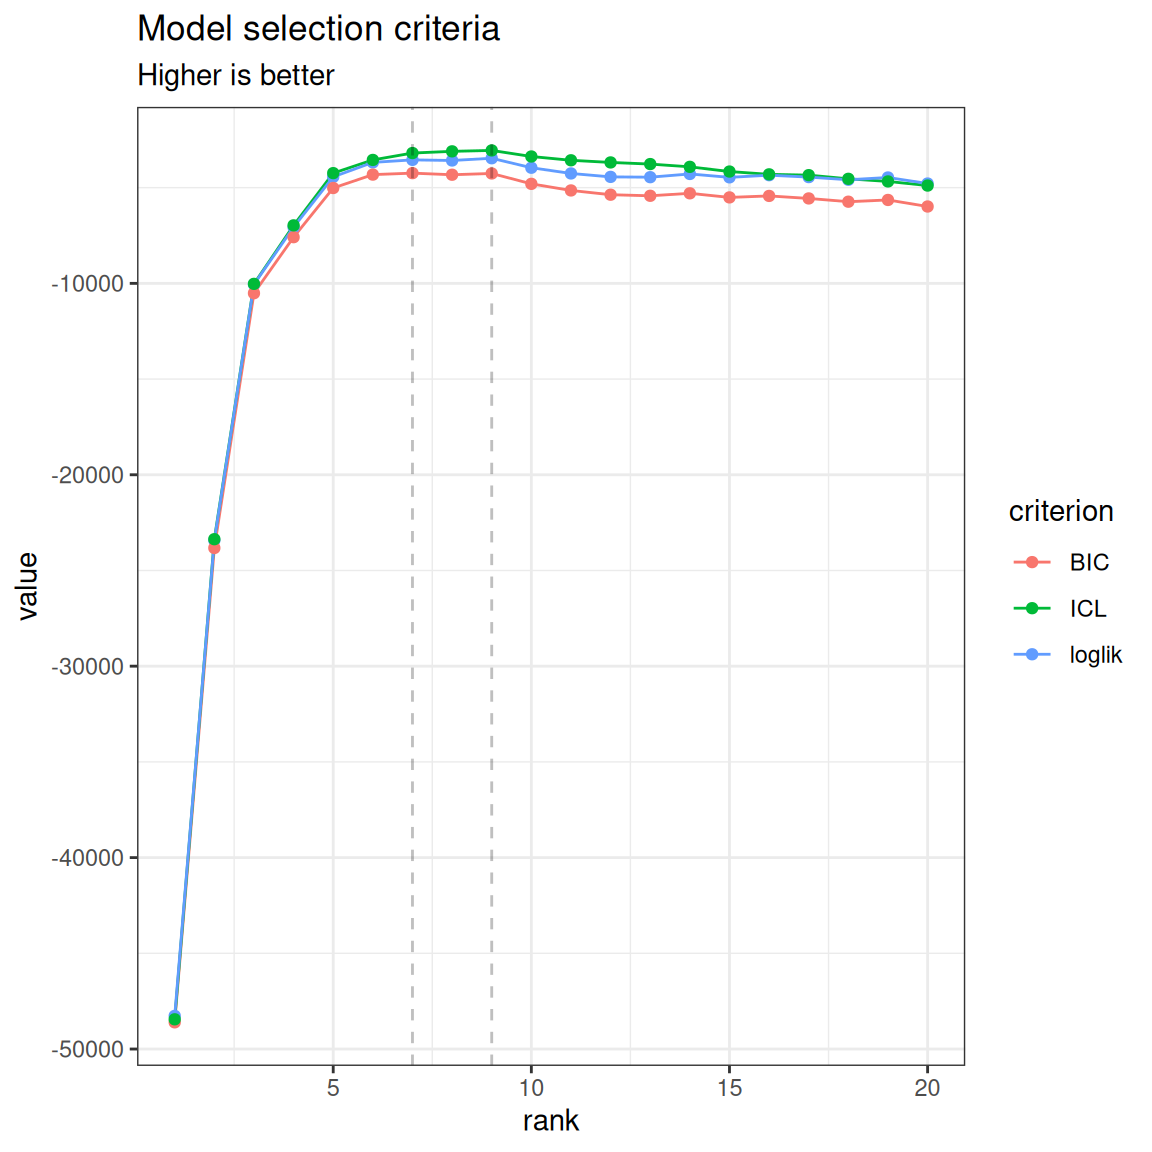 Model selection criteria
Higher is better
value
-10000
-20000
-30000
-40000
-50000
5
10
15
20
rank
criterion
BIC
ICL
loglik